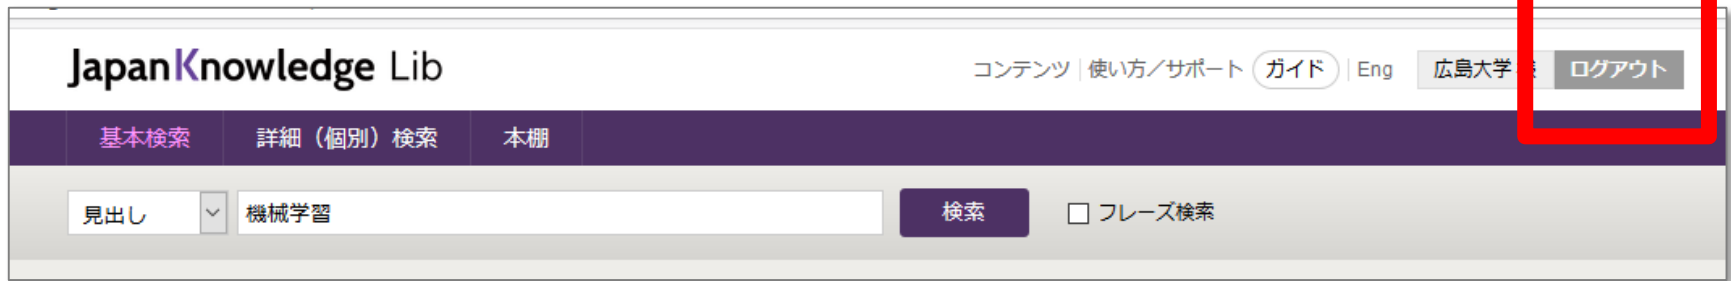 JapanKnowledge Lib
コンテンツ 使い方／サポート ガイド Eng 広島大学 ログアウト
基本検索 詳細（個別）検索 本棚
見出し 機械学習 検索 フレーズ検索